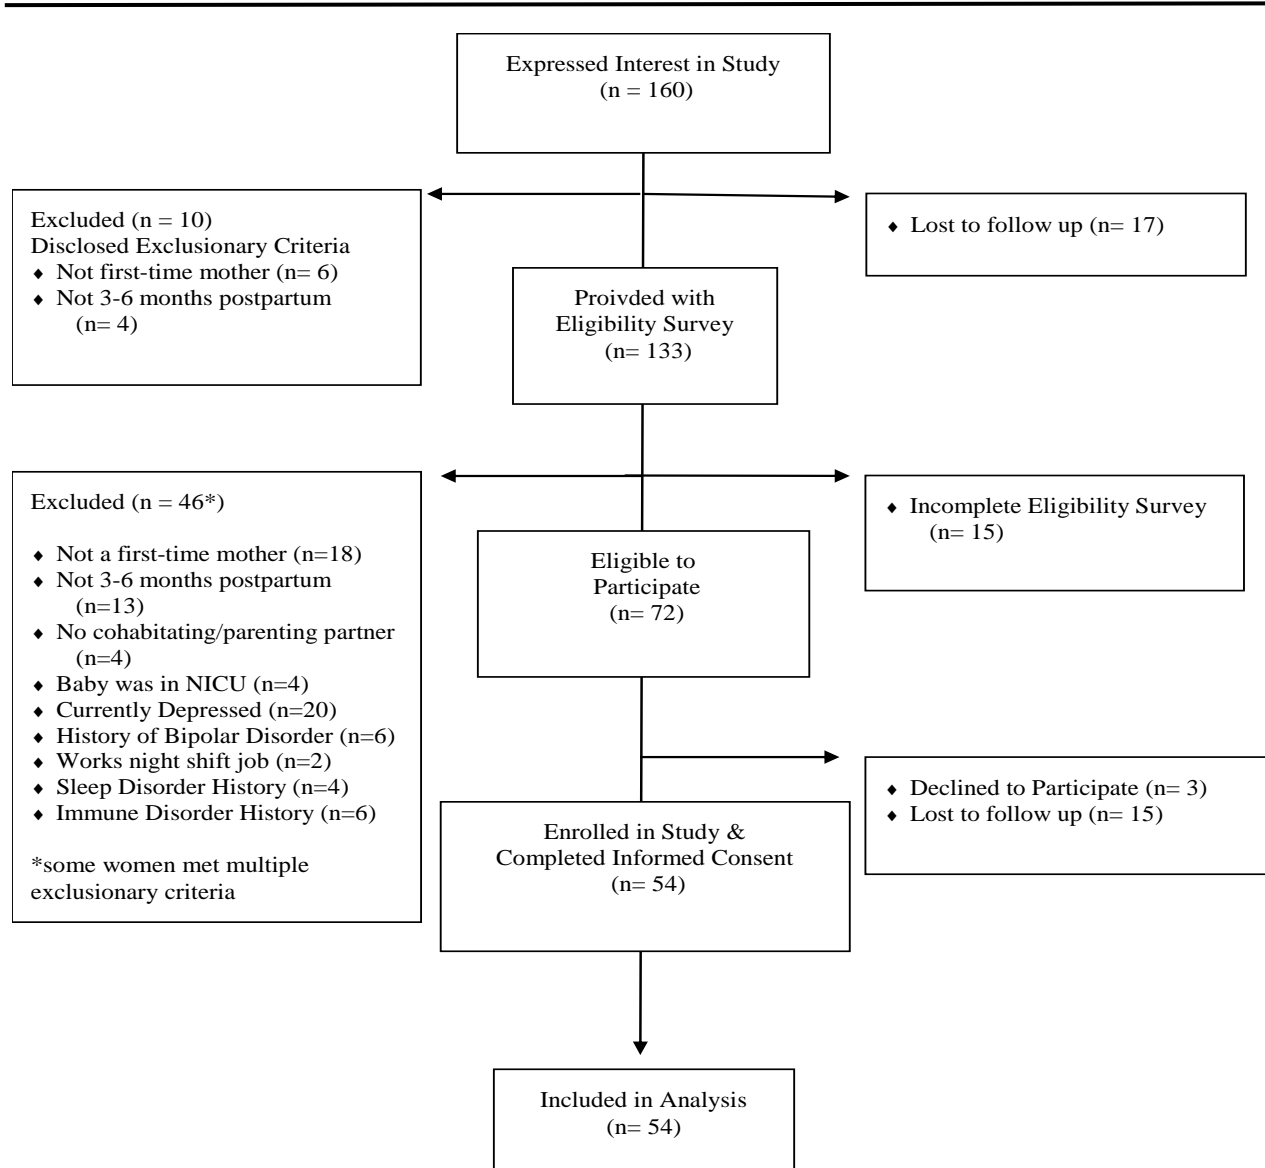 Expressed Interest in Study
(n = 160)
Excluded (n = 10)
Disclosed Exclusionary Criteria
♦ Not first-time mother (n= 6)
♦ Not 3-6 months postpartum
(n= 4)
♦ Lost to follow up (n= 17)
Proivded with
Eligibility Survey
(n= 133)
Excluded (n = 46*)
♦ Not a first-time mother (n=18)
♦ Not 3-6 months postpartum
(n=13)
♦ No cohabitating/parenting partner
(n=4)
♦ Baby was in NICU (n=4)
♦ Currently Depressed (n=20)
♦ History of Bipolar Disorder (n=6)
♦ Works night shift job (n=2)
♦ Sleep Disorder History (n=4)
♦ Immune Disorder History (n=6)
*some women met multiple
exclusionary criteria
♦ Incomplete Eligibility Survey
(n= 15)
Eligible to
Participate
(n= 72)
♦ Declined to Participate (n= 3)
♦ Lost to follow up (n= 15)
Enrolled in Study &
Completed Informed Consent
(n= 54)
Included in Analysis
(n= 54)